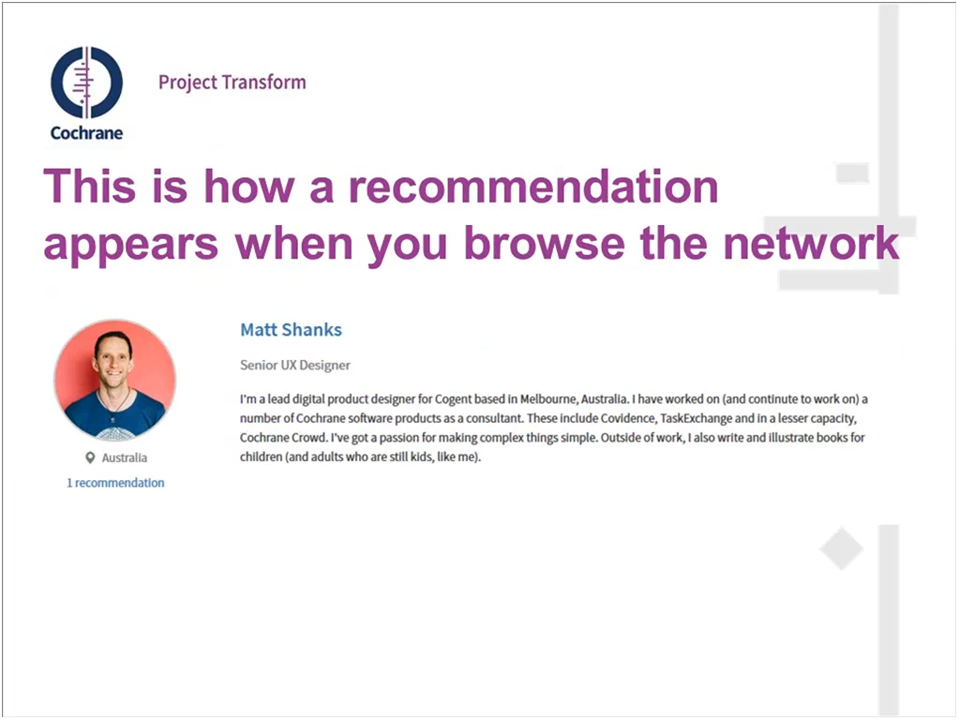 Project Transform
Cochrane
This is how a recommendation
appears when you browse the network
Matt Shanks
Senior UX Designer
I'm a lead digital product designer for Cogent based in Melbourne, Australia. I have worked on (and continute to work on) a
number of Cochrane software products as a consultant. These include Covidence, TaskExchange and in a lesser capacity,
Cochrane Crowd. I've got a passion for making complex things simple. Outside of work, I also write and illustrate books for
children (and adults who are still kids, like me).
Australia
1 recommendation